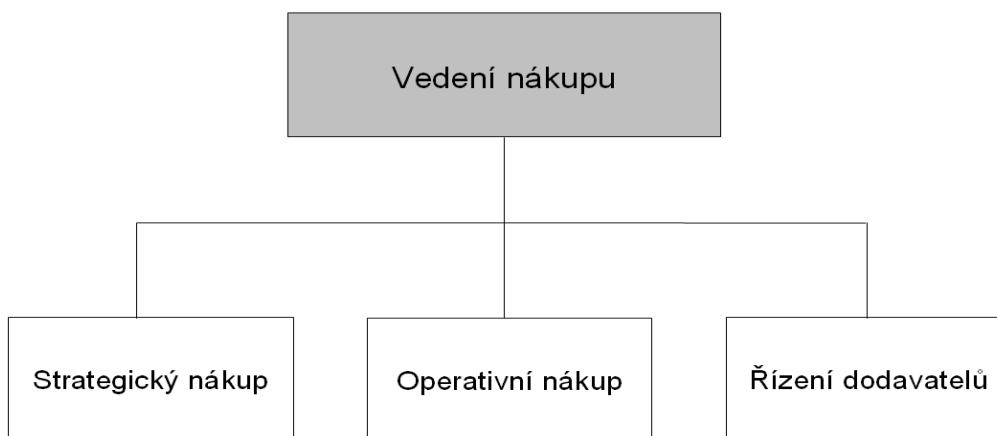 Vedení nákupu
Strategický nákup
Operativní nákup
Řízení dodavatelů